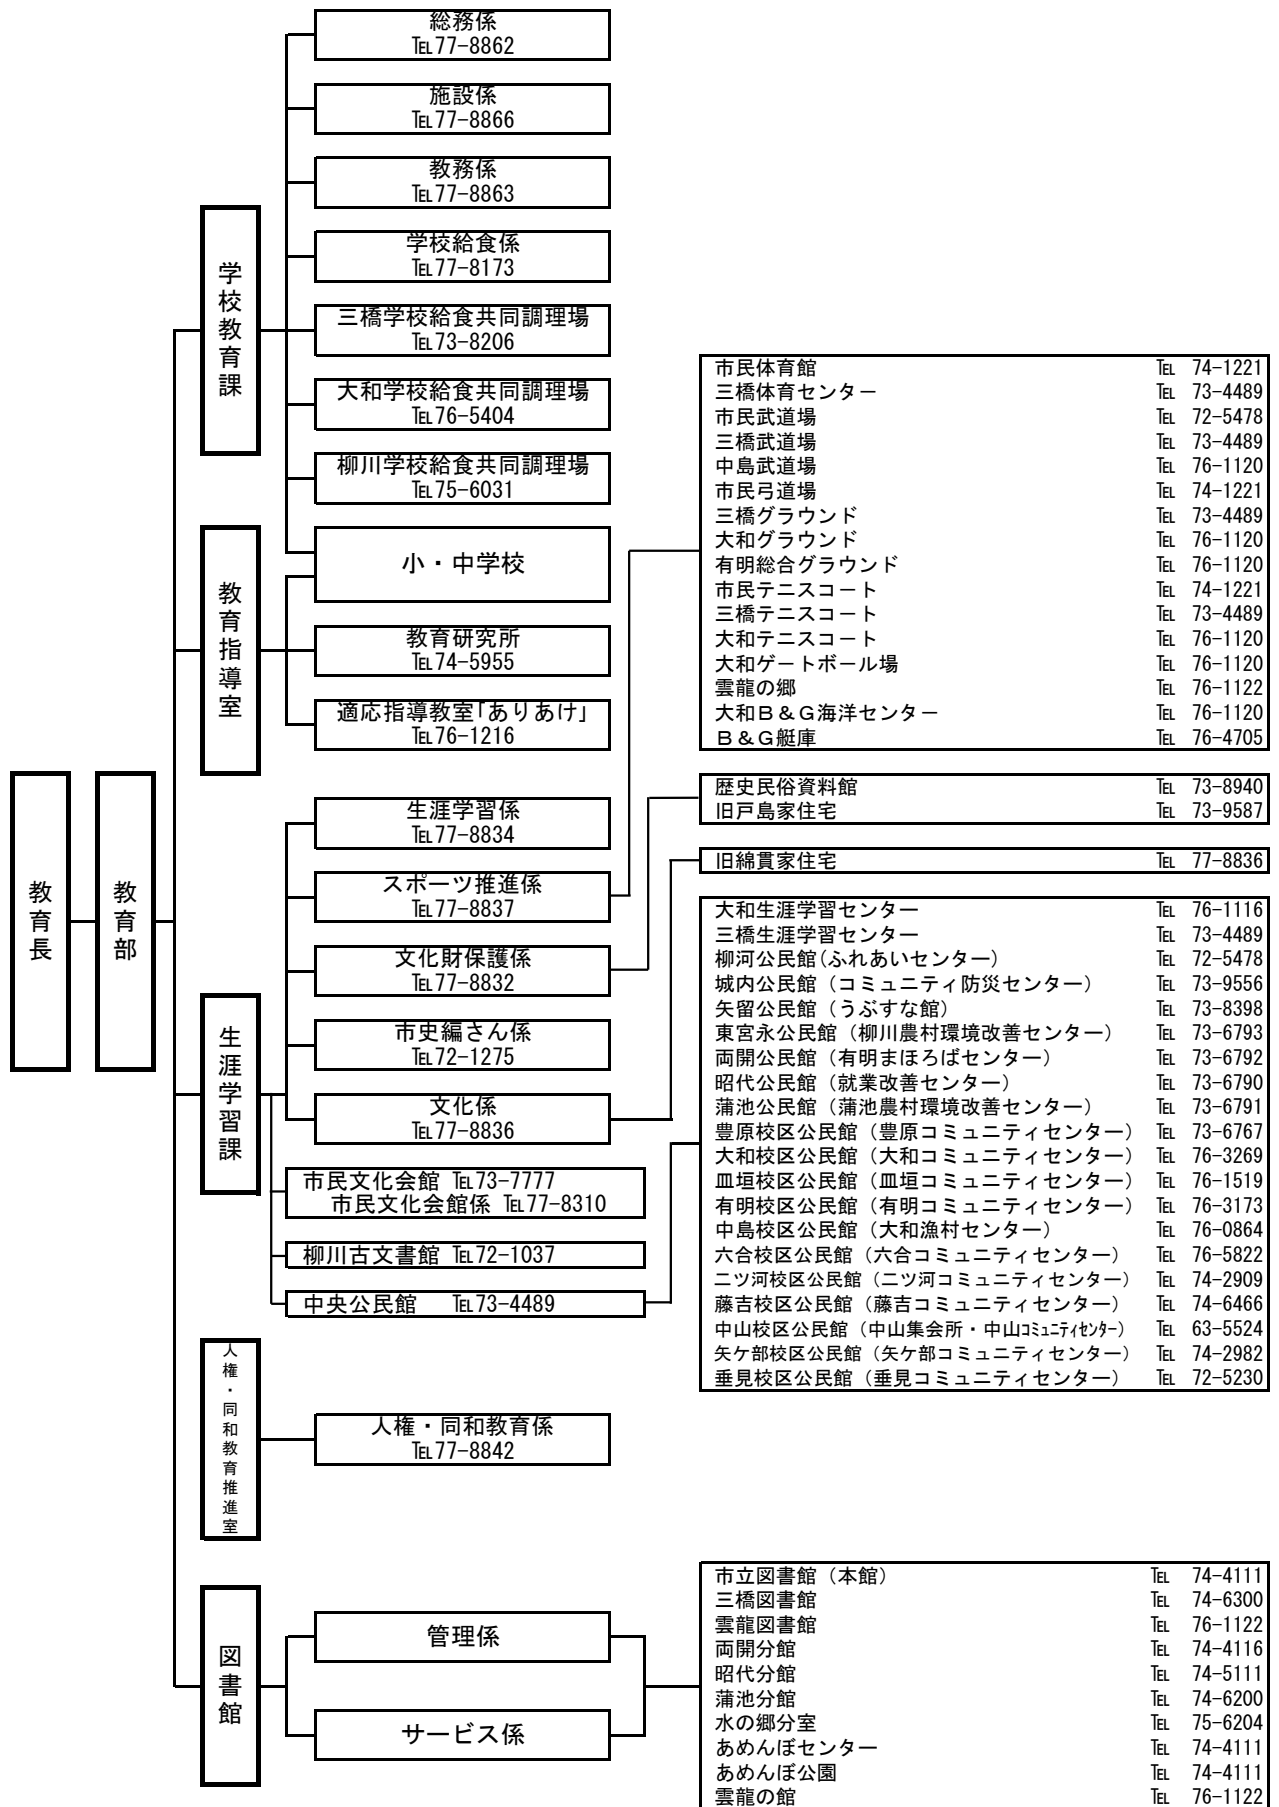 教育長
教育部
学校教育課
総務係
℡77-8862
施設係
℡77-8866
教務係
℡77-8863
学校給食係
℡77-8173
三橋学校給食共同調理場
℡73-8206
大和学校給食共同調理場
℡76-5404
柳川学校給食共同調理場
℡75-6031
小・中学校
教育指導室
教育研究所
℡74-5955
適応指導教室「ありあけ」
℡76-1216
生涯学習課
生涯学習係
℡77-8834
スポーツ推進係
℡77-8837
文化財保護係
℡77-8832
市史編さん係
℡72-1275
文化係
℡77-8836
市民文化会館 ℡73-7777
市民文化会館係 ℡77-8310
柳川古文書館 ℡72-1037
中央公民館 ℡73-4489
市民体育館 ℡ 74-1221
三橋体育センター ℡ 73-4489
市民武道場 ℡ 72-5478
三橋武道場 ℡ 73-4489
中島武道場 ℡ 76-1120
市民弓道場 ℡ 74-1221
三橋グラウンド ℡ 73-4489
大和グラウンド ℡ 76-1120
有明総合グラウンド ℡ 76-1120
市民テニスコート ℡ 74-1221
三橋テニスコート ℡ 73-4489
大和テニスコート ℡ 76-1120
大和ゲートボール場 ℡ 76-1120
雲龍の郷 ℡ 76-1122
大和Ｂ＆Ｇ海洋センター ℡ 76-1120
Ｂ＆Ｇ艇庫 ℡ 76-4705
歴史民俗資料館 ℡ 73-8940
旧戸島家住宅 ℡ 73-9587
旧綿貫家住宅 ℡ 77-8836
大和生涯学習センター ℡ 76-1116
三橋生涯学習センター ℡ 73-4489
柳河公民館(ふれあいセンター) ℡ 72-5478
城内公民館（コミュニティ防災センター） ℡ 73-9556
矢留公民館（うぶすな館） ℡ 73-8398
東宮永公民館（柳川農村環境改善センター） ℡ 73-6793
両開公民館（有明まほろばセンター） ℡ 73-6792
昭代公民館（就業改善センター） ℡ 73-6790
蒲池公民館（蒲池農村環境改善センター） ℡ 73-6791
豊原校区公民館（豊原コミュニティセンター） ℡ 73-6767
大和校区公民館（大和コミュニティセンター） ℡ 76-3269
皿垣校区公民館（皿垣コミュニティセンター） ℡ 76-1519
有明校区公民館（有明コミュニティセンター） ℡ 76-3173
中島校区公民館（大和漁村センター） ℡ 76-0864
六合校区公民館（六合コミュニティセンター） ℡ 76-5822
二ツ河校区公民館（二ツ河コミュニティセンター） ℡ 74-2909
藤吉校区公民館（藤吉コミュニティセンター） ℡ 74-6466
中山校区公民館（中山集会所・中山ｺﾐｭﾆﾃｨｾﾝﾀｰ） ℡ 63-5524
矢ケ部校区公民館（矢ケ部コミュニティセンター） ℡ 74-2982
垂見校区公民館（垂見コミュニティセンター） ℡ 72-5230
人権・同和教育推進室
人権・同和教育係
℡77-8842
図書館
管理係
サービス係
市立図書館（本館） ℡ 74-4111
三橋図書館 ℡ 74-6300
雲龍図書館 ℡ 76-1122
両開分館 ℡ 74-4116
昭代分館 ℡ 74-5111
蒲池分館 ℡ 74-6200
水の郷分室 ℡ 75-6204
あめんぼセンター ℡ 74-4111
あめんぼ公園 ℡ 74-4111
雲龍の館 ℡ 76-1122